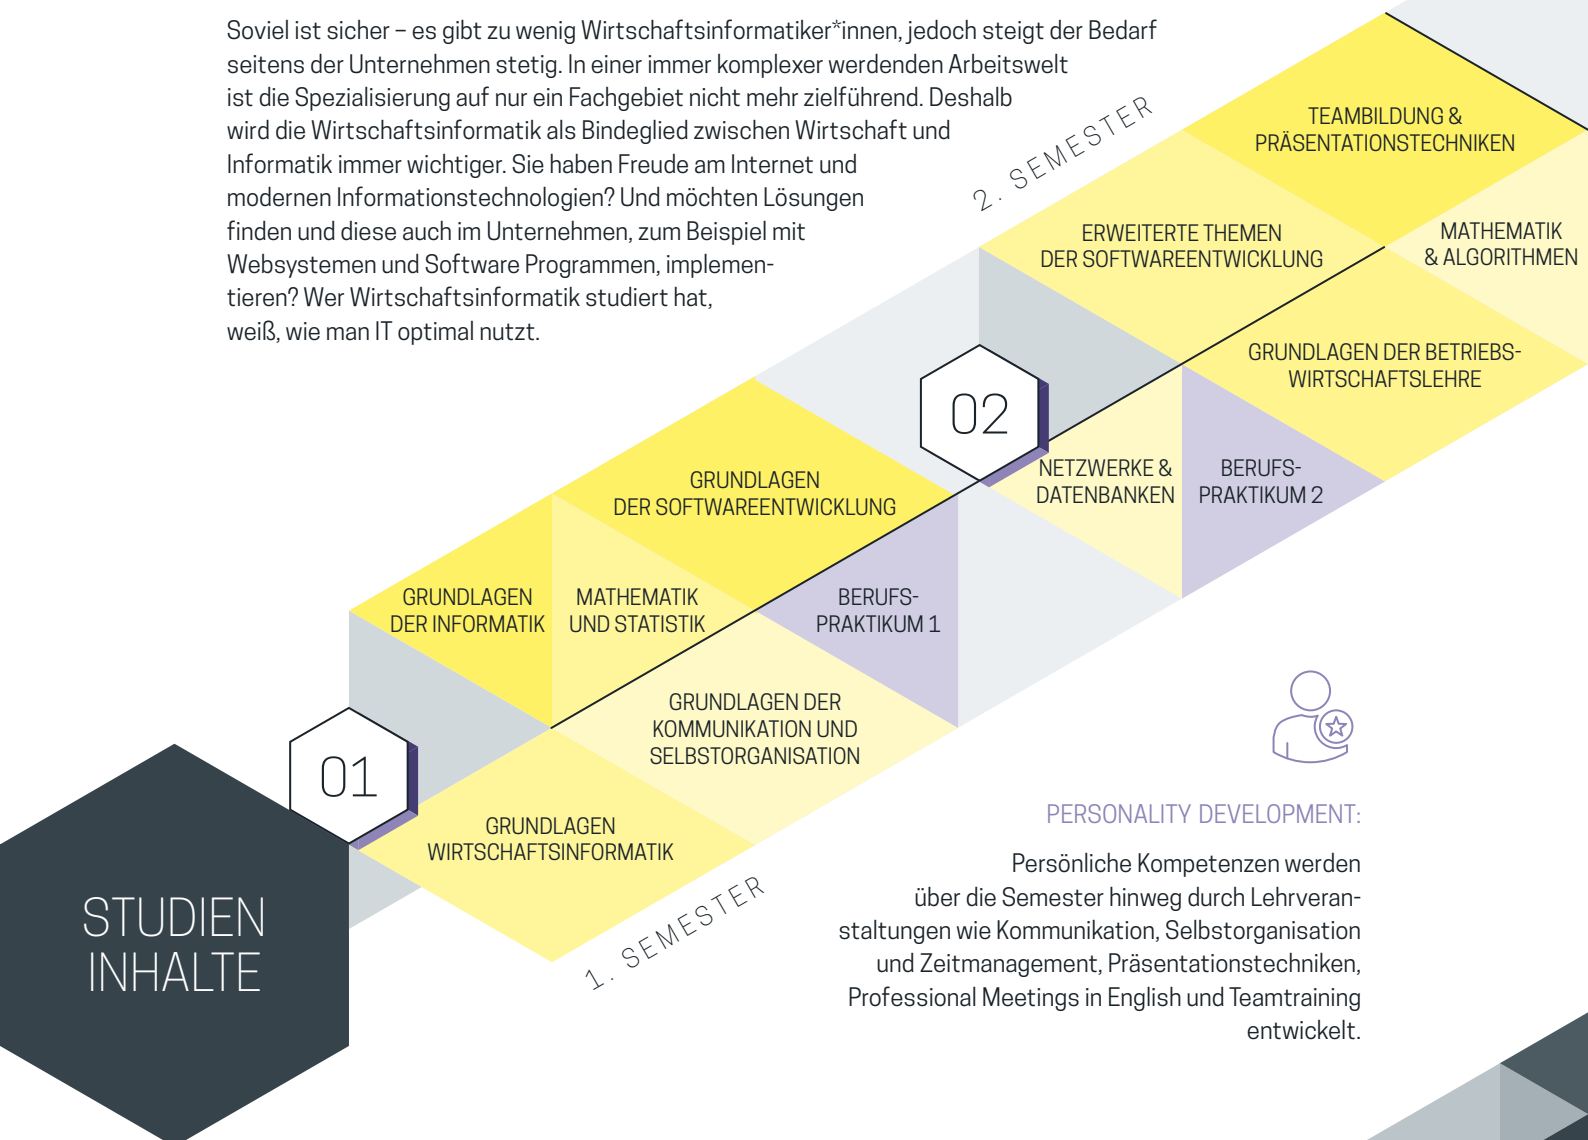 Soviel ist sicher – es gibt zu wenig Wirtschaftsinformatiker*innen, jedoch steigt der Bedarf
seitens der Unternehmen stetig. In einer immer komplexer werdenden Arbeitswelt
ist die Spezialisierung auf nur ein Fachgebiet nicht mehr zielführend. Deshalb
wird die Wirtschaftsinformatik als Bindeglied zwischen Wirtschaft und
Informatik immer wichtiger. Sie haben Freude am Internet und
modernen Informationstechnologien? Und möchten Lösungen
finden und diese auch im Unternehmen, zum Beispiel mit
Websystemen und Software Programmen, implemen-
tieren? Wer Wirtschaftsinformatik studiert hat,
weiß, wie man IT optimal nutzt.
2. SEMESTER
TEAMBILDUNG &
PRÄSENTATIONSTECHNIKEN
ERWEITERTE THEMEN
DER SOFTWAREENTWICKLUNG
MATHEMATIK
& ALGORITHMEN
GRUNDLAGEN DER BETRIEBS-
WIRTSCHAFTSLEHRE
02
NETZWERKE &
DATENBANKEN
BERUFS-
PRAKTIKUM 2
GRUNDLAGEN
DER SOFTWAREENTWICKLUNG
GRUNDLAGEN
DER INFORMATIK
MATHEMATIK
UND STATISTIK
BERUFS-
PRAKTIKUM 1
GRUNDLAGEN DER
KOMMUNIKATION UND
SELBSTORGANISATION
01
GRUNDLAGEN
WIRTSCHAFTSINFORMATIK
1. SEMESTER
STUDIEN
INHALTE
PERSONALITY DEVELOPMENT:
Persönliche Kompetenzen werden
über die Semester hinweg durch Lehrveran-
staltungen wie Kommunikation, Selbstorganisation
und Zeitmanagement, Präsentationstechniken,
Professional Meetings in English und Teamtraining
entwickelt.